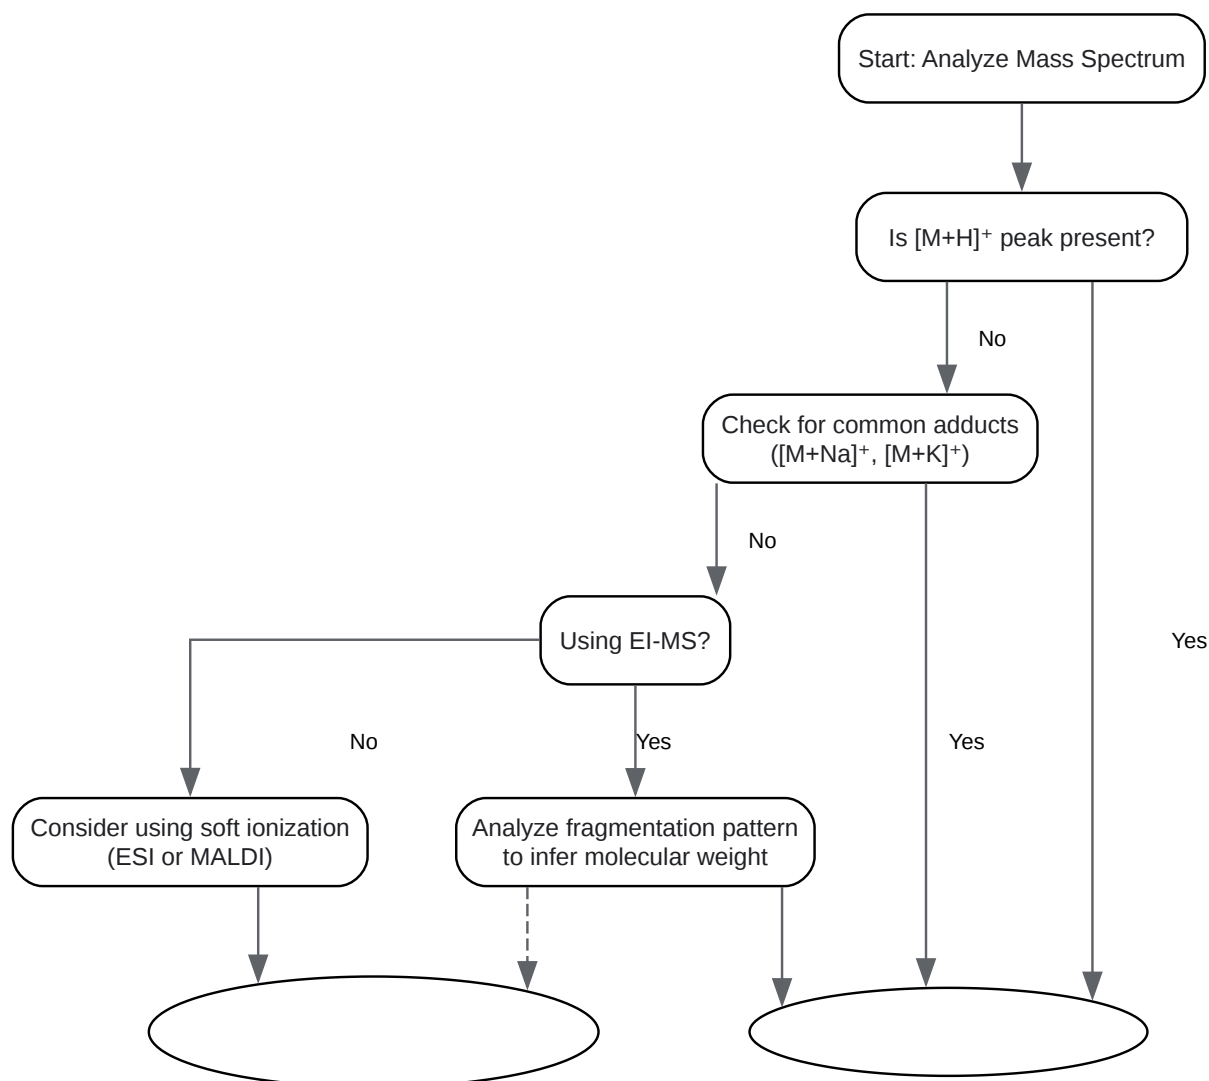 Start: Analyze Mass Spectrum
Is [M+H]⁺ peak present?
No
Check for common adducts
([M+Na]⁺, [M+K]⁺)
No
Using EI-MS?
Yes
No
Yes
Yes
Consider using soft ionization
(ESI or MALDI)
Analyze fragmentation pattern
to infer molecular weight